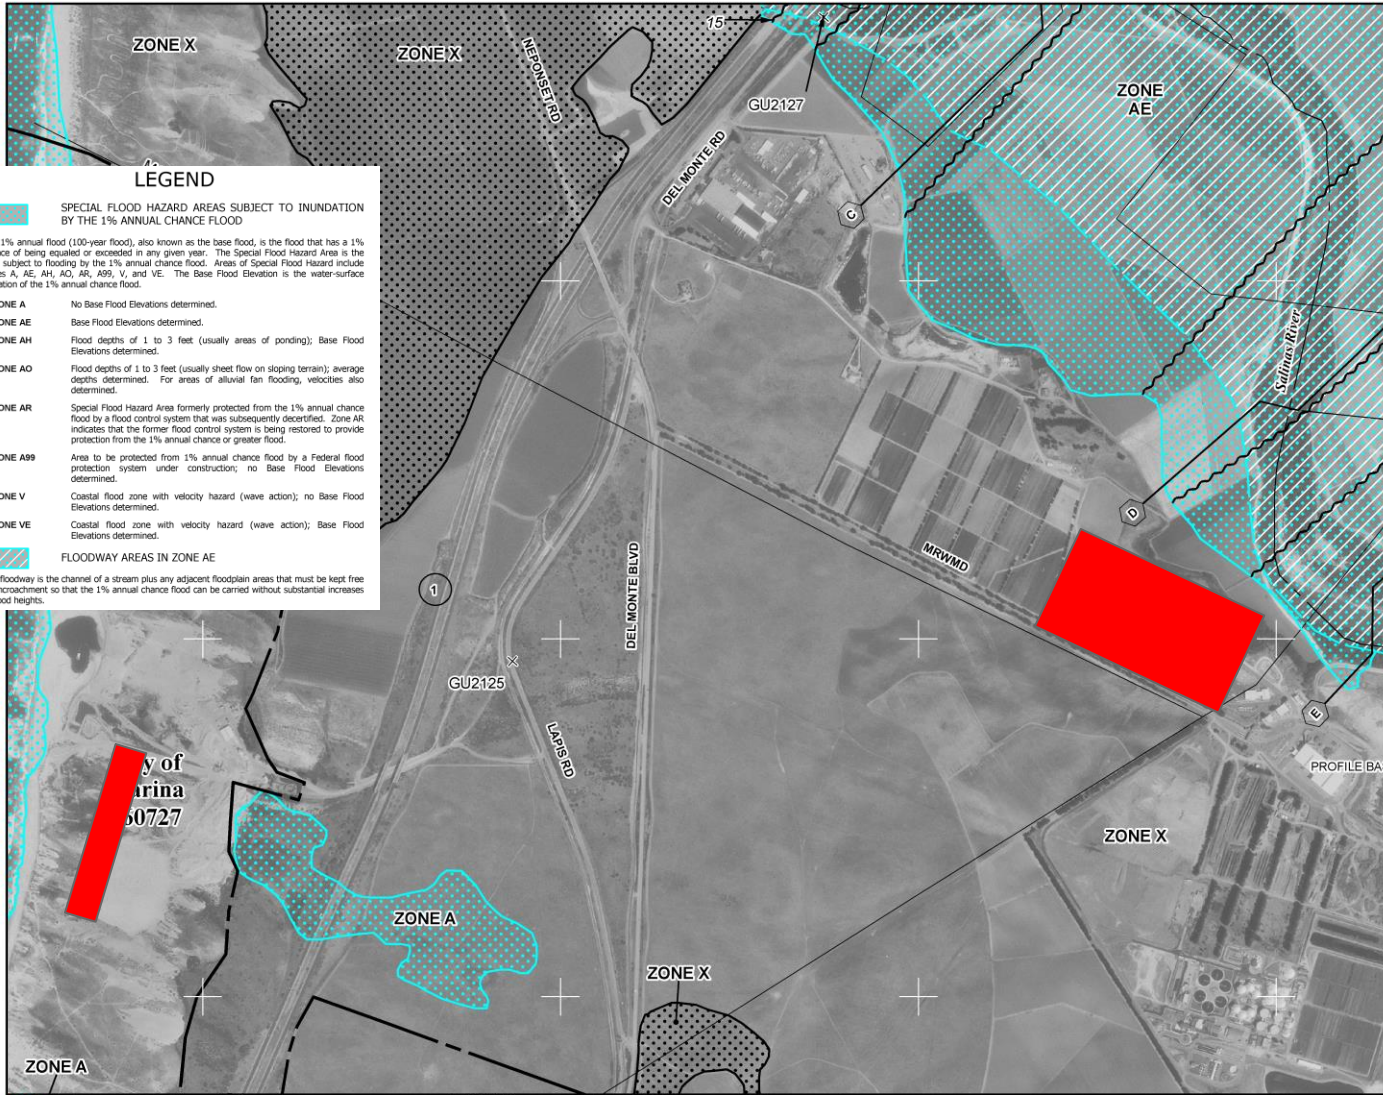 ZONE X
ZONE X
NEPONSET RD
15
GU2127
ZONE
AE
DEL MONTE RD
C
LEGEND
SPECIAL FLOOD HAZARD AREAS SUBJECT TO INUNDATION
BY THE 1% ANNUAL CHANCE FLOOD
1% annual flood (100-year flood), also known as the base flood, is the flood that has a 1%
ce of being equaled or exceeded in any given year. The Special Flood Hazard Area is the
subject to flooding by the 1% annual chance flood. Areas of Special Flood Hazard include
es A, AE, AH, AO, AR, A99, V, and VE. The Base Flood Elevation is the water-surface
ation of the 1% annual chance flood.
ONE A No Base Flood Elevations determined.
ONE AE Base Flood Elevations determined.
ONE AH Flood depths of 1 to 3 feet (usually areas of ponding); Base Flood
Elevations determined.
ONE AO Flood depths of 1 to 3 feet (usually sheet flow on sloping terrain); average
depths determined. For areas of alluvial fan flooding, velocities also
determined.
ONE AR Special Flood Hazard Area formerly protected from the 1% annual chance
flood by a flood control system that was subsequently decertified. Zone AR
indicates that the former flood control system is being restored to provide
protection from the 1% annual chance or greater flood.
ONE A99 Area to be protected from 1% annual chance flood by a Federal flood
protection system under construction; no Base Flood Elevations
determined.
ONE V Coastal flood zone with velocity hazard (wave action); no Base Flood
Elevations determined.
ONE VE Coastal flood zone with velocity hazard (wave action); Base Flood
Elevations determined.
FLOODWAY AREAS IN ZONE AE
floodway is the channel of a stream plus any adjacent floodplain areas that must be kept free
ncroachment so that the 1% annual chance flood can be carried without substantial increases
ood heights.
Salinas River
D
MRWMD
1
DEL MONTE BLVD
GU2125
LAPIS RD
E
PROFILE BA
y of
arina
60727
ZONE X
ZONE A
ZONE X
ZONE A